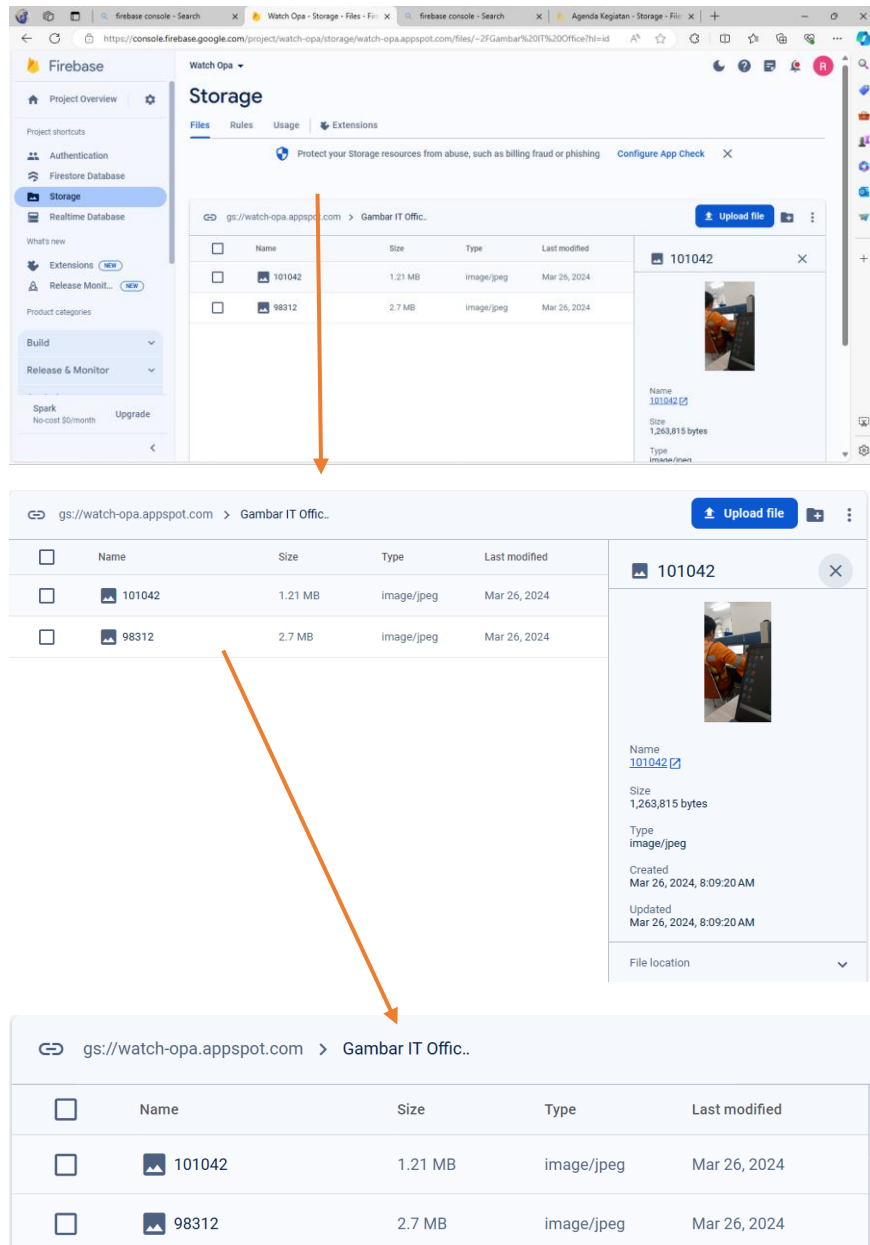 firebase console - Search
Watch Opa - Storage - Files - Fire
firebase console - Search
Agenda Kegiatan - Storage - File
https://console.firebase.google.com/project/watch-opa/storage/watch-opa.appspot.com/files/~2FGambar%20IT%20Office?hl=id
Firebase
Project Overview
Project shortcuts
Authentication
Firestore Database
Storage
Realtime Database
What's new
Extensions NEW
Release Monit... NEW
Product categories
Build
Release & Monitor
Spark
No-cost $0/month
Upgrade
Watch Opa
R
Storage
Files Rules Usage Extensions
Protect your Storage resources from abuse, such as billing fraud or phishing Configure App Check
gs://watch-opa.appspot.com > Gambar IT Offic..
Upload file
Name Size Type Last modified
101042 1.21 MB image/jpeg Mar 26, 2024
98312 2.7 MB image/jpeg Mar 26, 2024
101042
Name
101042
Size
1,263,815 bytes
Type
image/jpeg
gs://watch-opa.appspot.com > Gambar IT Offic..
Upload file
Name Size Type Last modified
101042 1.21 MB image/jpeg Mar 26, 2024
98312 2.7 MB image/jpeg Mar 26, 2024
101042
Name
101042
Size
1,263,815 bytes
Type
image/jpeg
Created
Mar 26, 2024, 8:09:20 AM
Updated
Mar 26, 2024, 8:09:20 AM
File location
gs://watch-opa.appspot.com > Gambar IT Offic..
Name Size Type Last modified
101042 1.21 MB image/jpeg Mar 26, 2024
98312 2.7 MB image/jpeg Mar 26, 2024